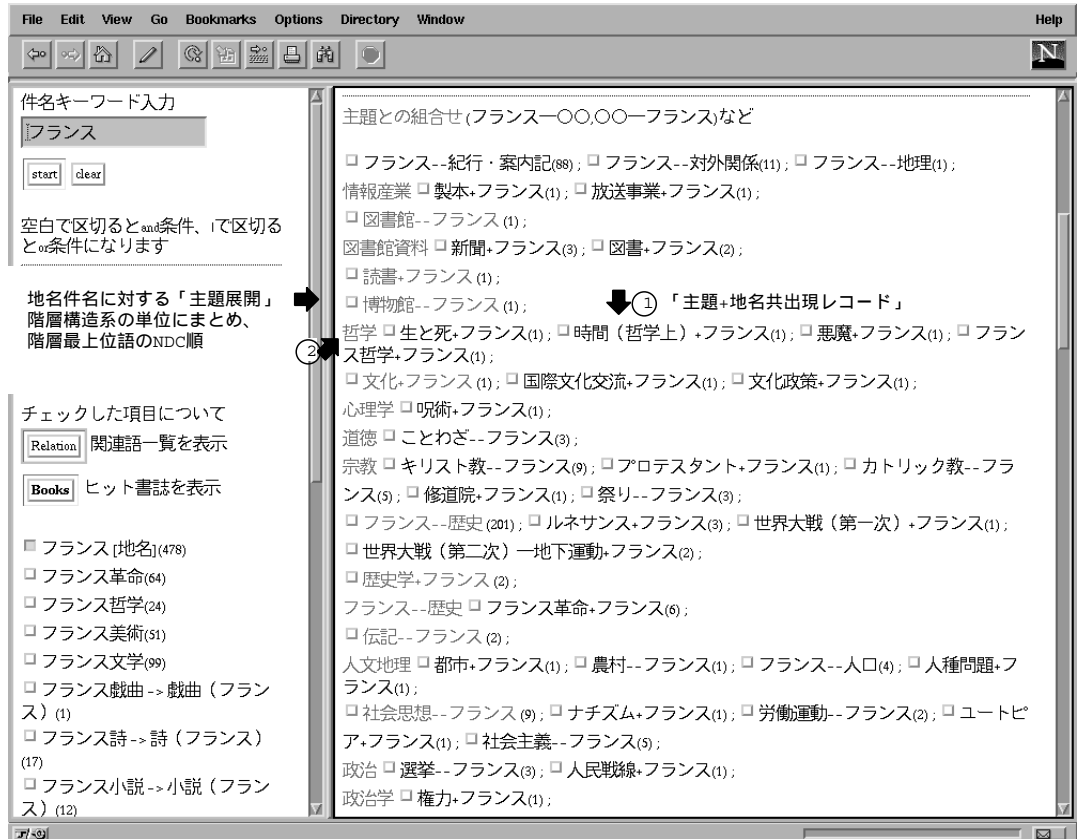 File Edit View Go Bookmarks Options Directory Window Help
N
件名キーワード入力
フランス
start clear
空白で区切るとand条件、|で区切る
とor条件になります
地名件名に対する「主題展開」
階層構造系の単位にまとめ、
階層最上位語のNDC順
②
チェックした項目について
Relation 関連語一覧を表示
Books ヒット書誌を表示
フランス [地名](478)
フランス革命(64)
フランス哲学(24)
フランス美術(51)
フランス文学(99)
フランス戯曲 -> 戯曲（フラン
ス）(1)
フランス詩 -> 詩（フランス）
(17)
フランス小説 -> 小説（フラン
ス）(12)
主題との組合せ (フランス—○○,○○—フランス)など
フランス--紀行・案内記(88) ; フランス--対外関係(11) ; フランス--地理(1) ;
情報産業 製本+フランス(1) ; 放送事業+フランス(1) ;
図書館--フランス (1) ;
図書館資料 新聞+フランス(3) ; 図書+フランス(2) ;
読書+フランス (1) ;
博物館--フランス (1) ; ①「主題+地名共出現レコード」
哲学 生と死+フランス(1) ; 時間（哲学上）+フランス(1) ; 悪魔+フランス(1) ; フラン
ス哲学+フランス(1) ;
文化+フランス (1) ; 国際文化交流+フランス(1) ; 文化政策+フランス(1) ;
心理学 呪術+フランス(1) ;
道徳 ことわざ--フランス(3) ;
宗教 キリスト教--フランス(9) ; プロテスタント+フランス(1) ; カトリック教--フラ
ンス(5) ; 修道院+フランス(1) ; 祭り--フランス(3) ;
フランス--歴史 (201) ; ルネサンス+フランス(3) ; 世界大戦（第一次）+フランス(1) ;
世界大戦（第二次）—地下運動+フランス(2) ;
歴史学+フランス (2) ;
フランス--歴史 フランス革命+フランス(6) ;
伝記--フランス (2) ;
人文地理 都市+フランス(1) ; 農村--フランス(1) ; フランス--人口(4) ; 人種問題+フ
ランス(1) ;
社会思想--フランス (9) ; ナチズム+フランス(1) ; 労働運動--フランス(2) ; ユートピ
ア+フランス(1) ; 社会主義--フランス(5) ;
政治 選挙--フランス(3) ; 人民戦線+フランス(1) ;
政治学 権力+フランス(1) ;